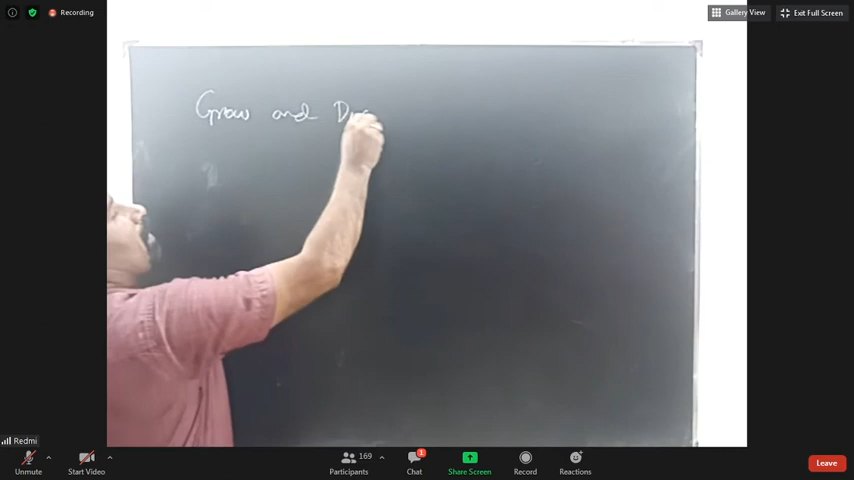 Recording
Gallery View
Exit Full Screen
Grow and
Redmi
Unmute
Start Video
169
Participants
1
Chat
Share Screen
Record
Reactions
Leave